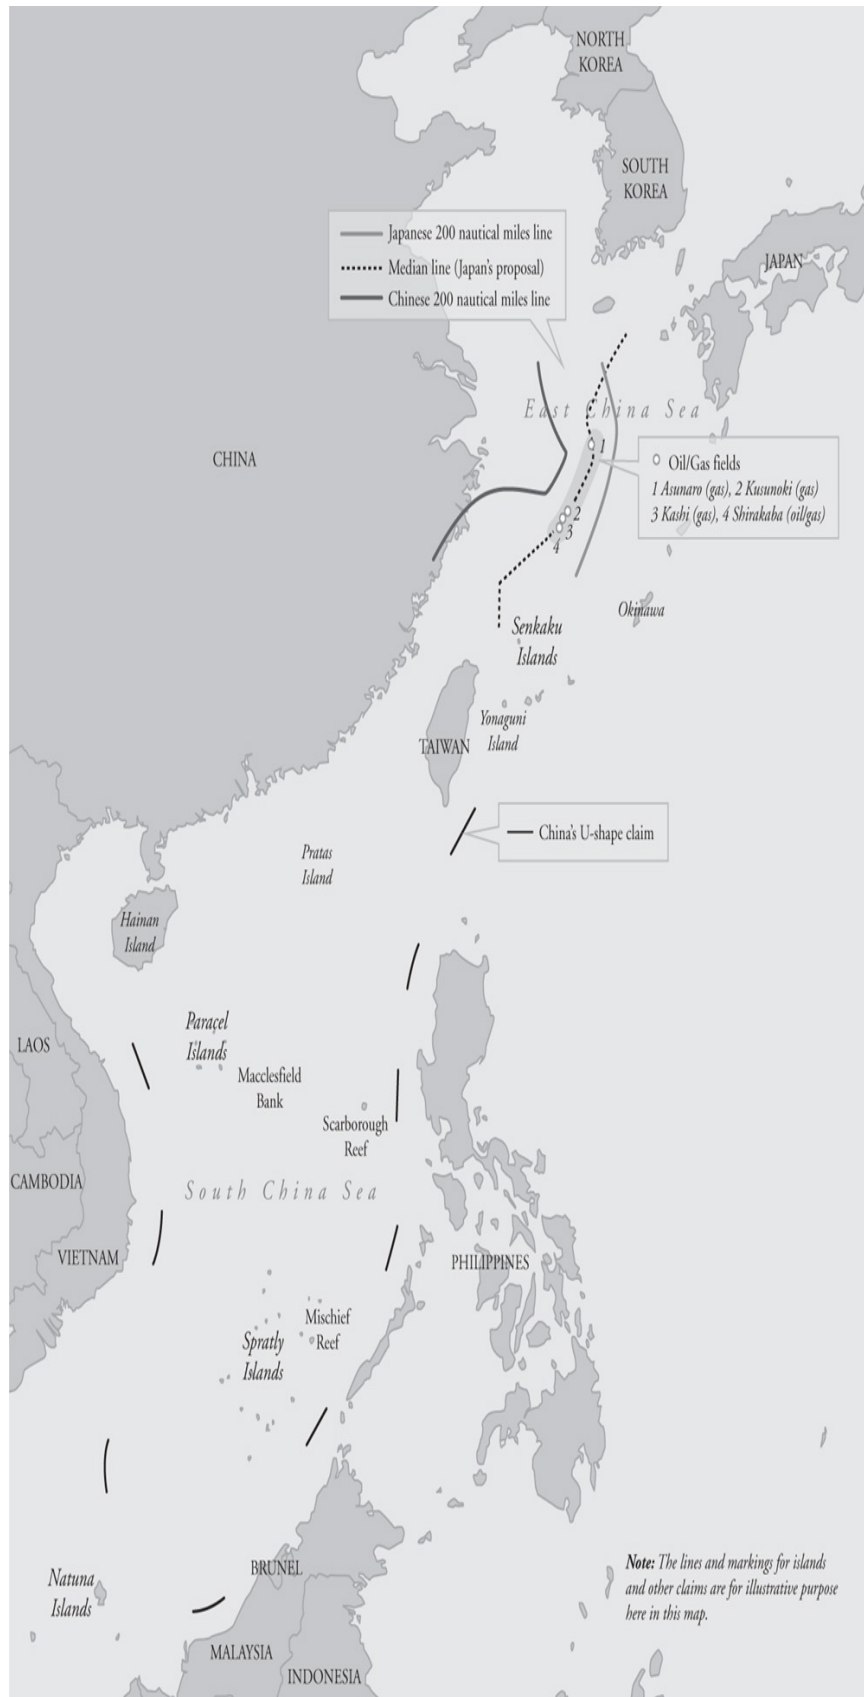 NORTH
KOREA
SOUTH
KOREA
Japanese 200 nautical miles line
Median line (Japan's proposal)
Chinese 200 nautical miles line
JAPAN
East China Sea
CHINA
1
Oil/Gas fields
1 Asunaro (gas), 2 Kusunoki (gas)
3 Kashi (gas), 4 Shirakaba (oil/gas)
2
3
4
Okinawa
Senkaku
Islands
Yonaguni
Island
TAIWAN
China's U-shape claim
Pratas
Island
Hainan
Island
Paraçel
Islands
LAOS
Macclesfield
Bank
Scarborough
Reef
CAMBODIA
South China Sea
VIETNAM
PHILIPPINES
Mischief
Reef
Spratly
Islands
BRUNEL
Natuna
Islands
Note: The lines and markings for islands
and other claims are for illustrative purpose
here in this map.
MALAYSIA
INDONESIA